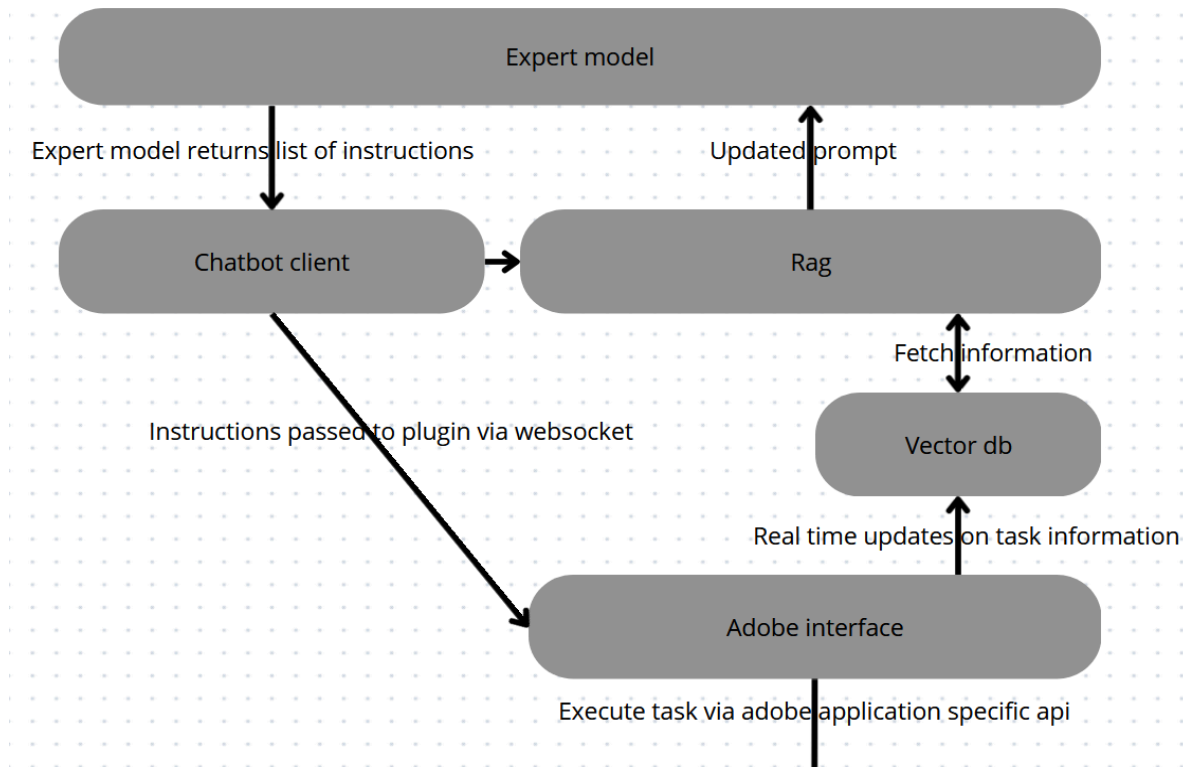 Expert model
Expert model returns list of instructions
Updated prompt
Chatbot client
Rag
Fetch information
Instructions passed to plugin via websocket
Vector db
Real time updates on task information
Adobe interface
Execute task via adobe application specific api